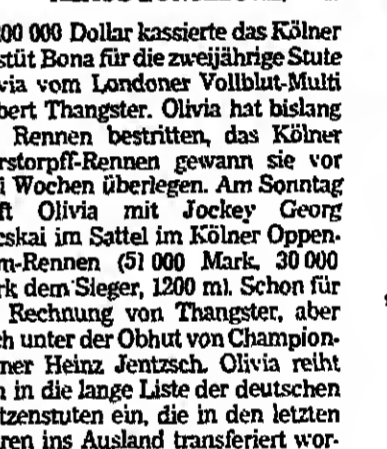 00 000 Dollar kassierte das Kölner
stüt Bona für die zweijährige Stute
via vom Londoner Vollblut-Multi
bert Thangster. Olivia hat bislang
Rennen bestritten, das Kölner
rstorpff-Rennen gewann sie vor
i Wochen überlegen. Am Sonntag
ft Olivia mit Jockey Georg
cskai im Sattel im Kölner Oppen-
m-Rennen (51 000 Mark, 30 000
rk dem Sieger, 1200 m). Schon für
Rechnung von Thangster, aber
ch unter der Obhut von Champion-
ner Heinz Jentzsch. Olivia reiht
h in die lange Liste der deutschen
tzenstuten ein, die in den letzten
ren ins Ausland transferiert wor-